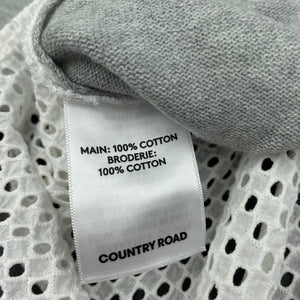 MAIN: 100% COTTON
BRODERIE:
100% COTTON
COUNTRY ROAD